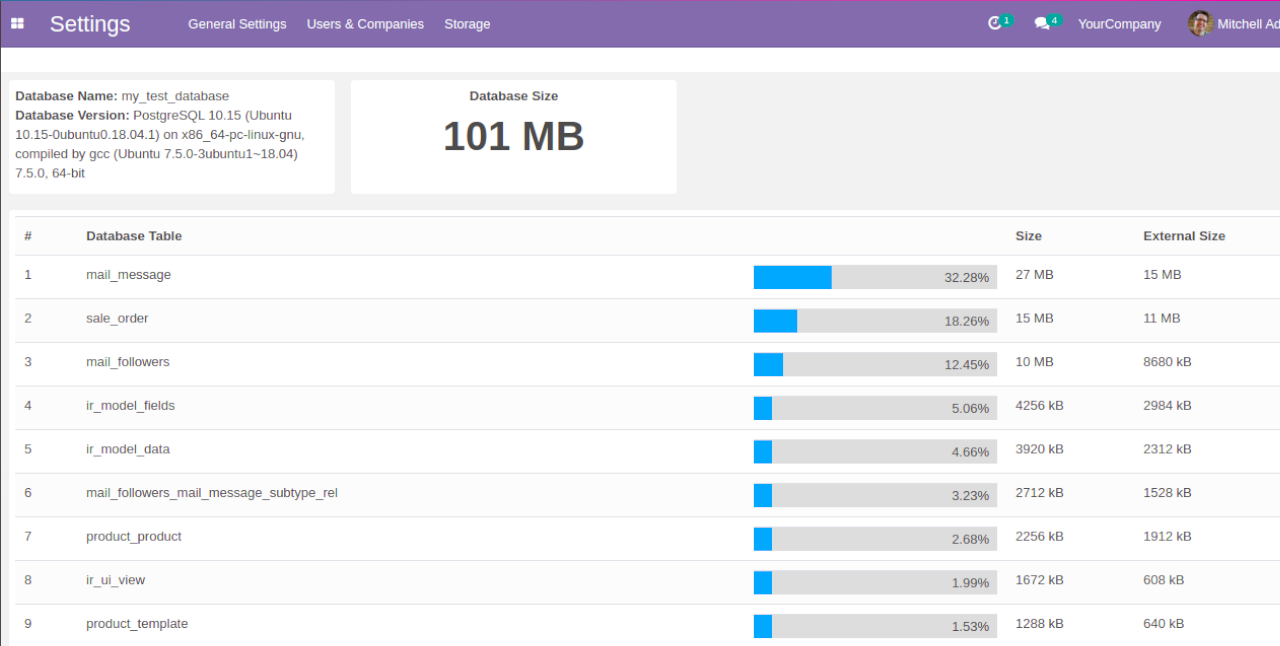 Settings General Settings Users & Companies Storage 1 4 YourCompany Mitchell Ad
Database Name: my_test_database
Database Version: PostgreSQL 10.15 (Ubuntu
10.15-0ubuntu0.18.04.1) on x86_64-pc-linux-gnu,
compiled by gcc (Ubuntu 7.5.0-3ubuntu1~18.04)
7.5.0, 64-bit
Database Size
101 MB
# Database Table Size External Size
1 mail_message 32.28% 27 MB 15 MB
2 sale_order 18.26% 15 MB 11 MB
3 mail_followers 12.45% 10 MB 8680 kB
4 ir_model_fields 5.06% 4256 kB 2984 kB
5 ir_model_data 4.66% 3920 kB 2312 kB
6 mail_followers_mail_message_subtype_rel 3.23% 2712 kB 1528 kB
7 product_product 2.68% 2256 kB 1912 kB
8 ir_ui_view 1.99% 1672 kB 608 kB
9 product_template 1.53% 1288 kB 640 kB